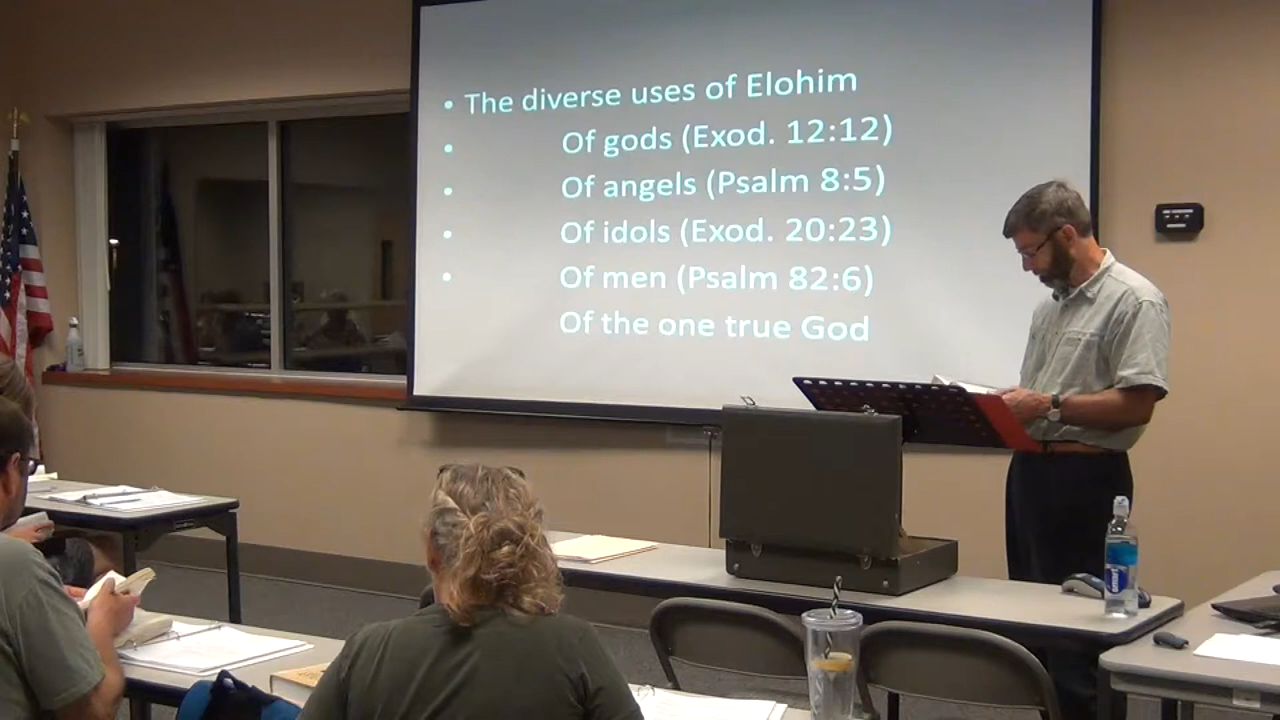 • The diverse uses of Elohim
• Of gods (Exod. 12:12)
• Of angels (Psalm 8:5)
• Of idols (Exod. 20:23)
• Of men (Psalm 82:6)
Of the one true God
smart